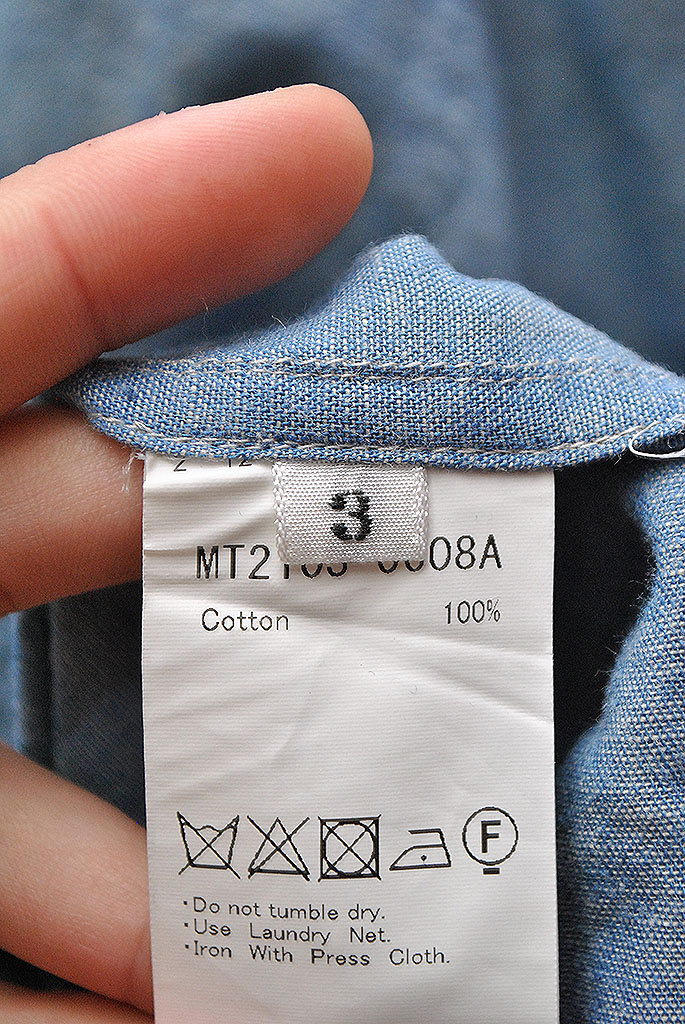 3
Cotton 100%
F
·Do not tumble dry.
·Use Laundry Net.
·Iron With Press Cloth.